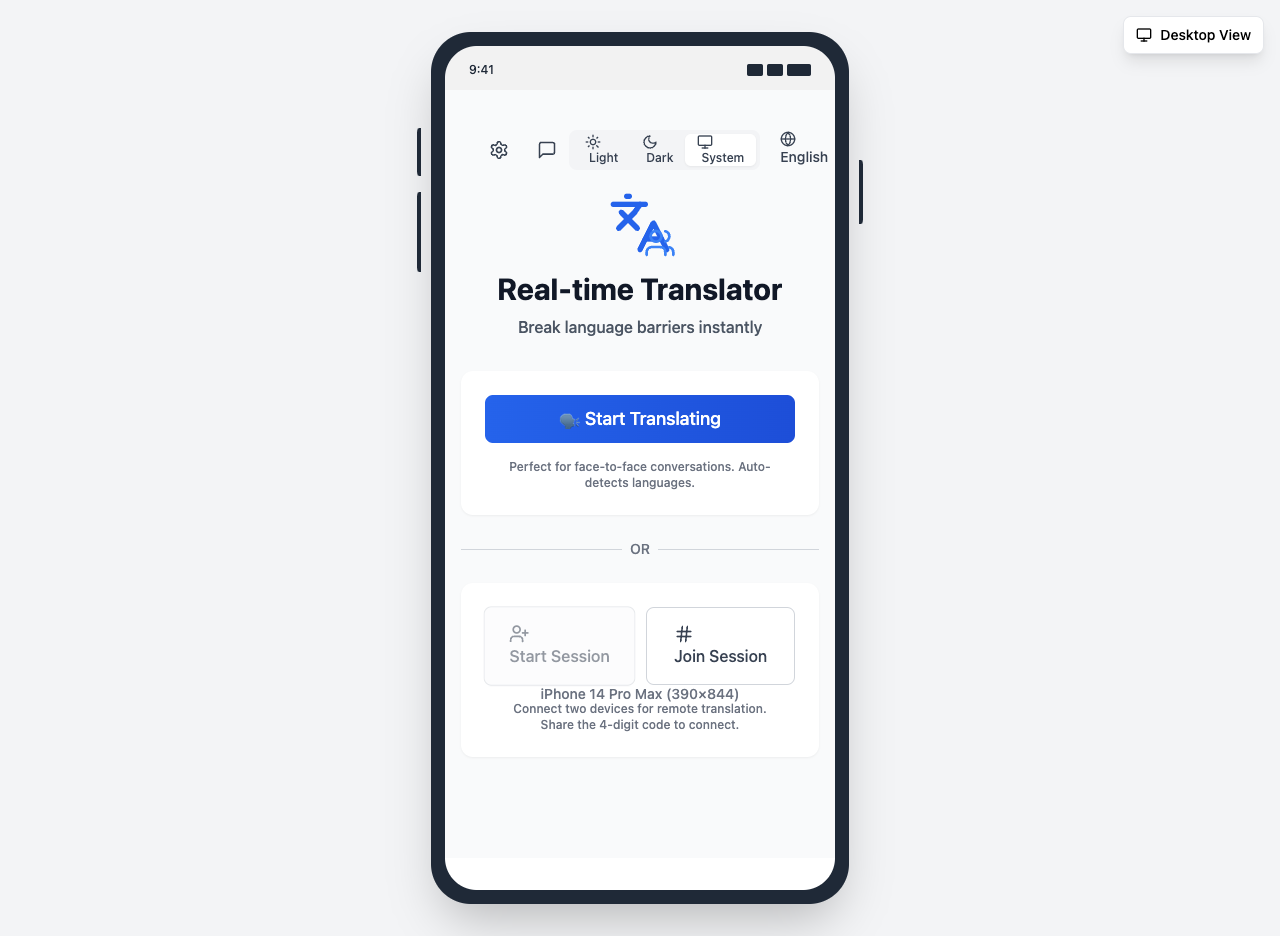 Desktop View
9:41
Light
Dark
System
English
Real-time Translator
Break language barriers instantly
Start Translating
Perfect for face-to-face conversations. Auto-
detects languages.
OR
Start Session
Join Session
iPhone 14 Pro Max (390×844)
Connect two devices for remote translation.
Share the 4-digit code to connect.